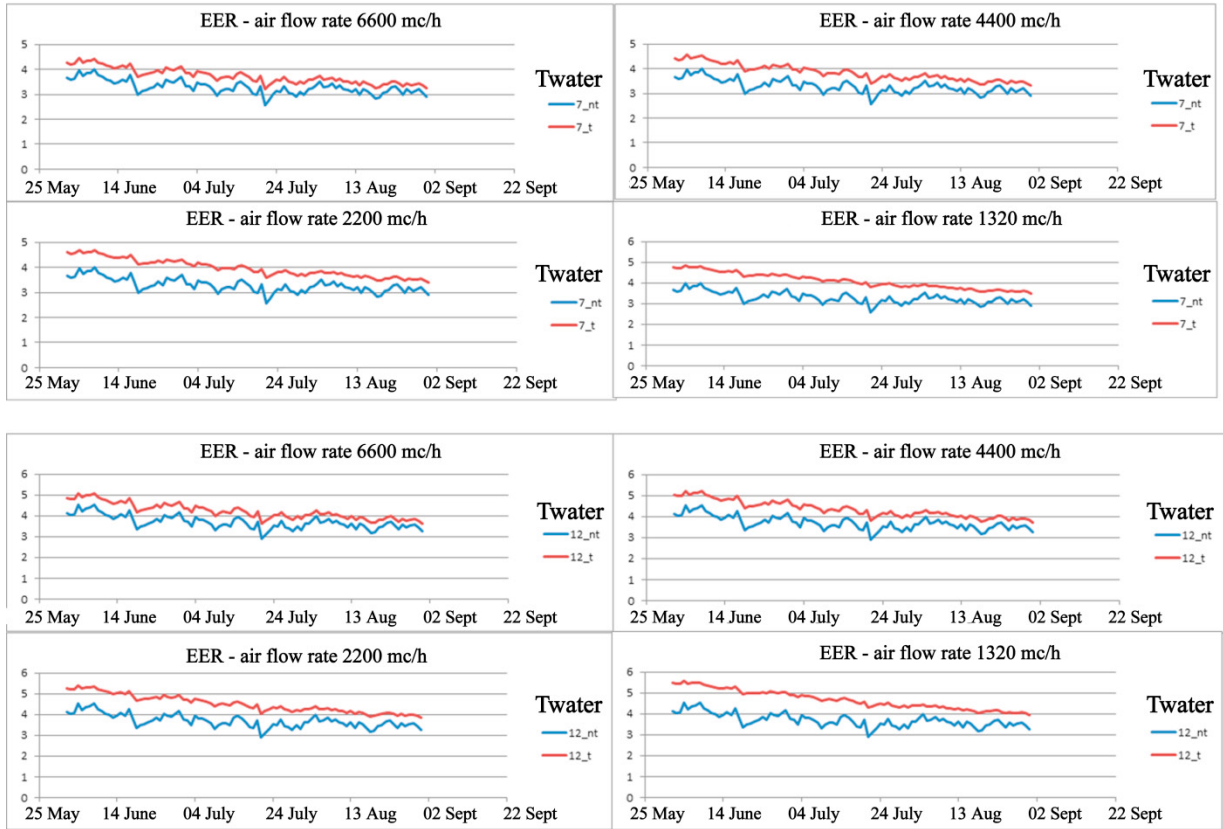 EER - air flow rate 6600 mc/h
5
4
3
2
1
0
25 May 14 June 04 July 24 July 13 Aug 02 Sept 22 Sept
Twater
7_nt
7_t
EER - air flow rate 4400 mc/h
5
4
3
2
1
0
25 May 14 June 04 July 24 July 13 Aug 02 Sept 22 Sept
Twater
7_nt
7_t
EER - air flow rate 2200 mc/h
5
4
3
2
1
0
25 May 14 June 04 July 24 July 13 Aug 02 Sept 22 Sept
Twater
7_nt
7_t
EER - air flow rate 1320 mc/h
6
5
4
3
2
1
0
25 May 14 June 04 July 24 July 13 Aug 02 Sept 22 Sept
Twater
7_nt
7_t
EER - air flow rate 6600 mc/h
6
5
4
3
2
1
0
25 May 14 June 04 July 24 July 13 Aug 02 Sept 22 Sept
Twater
12_nt
12_t
EER - air flow rate 4400 mc/h
6
5
4
3
2
1
0
25 May 14 June 04 July 24 July 13 Aug 02 Sept 22 Sept
Twater
12_nt
12_t
EER - air flow rate 2200 mc/h
6
5
4
3
2
1
0
25 May 14 June 04 July 24 July 13 Aug 02 Sept 22 Sept
Twater
12_nt
12_t
EER - air flow rate 1320 mc/h
6
5
4
3
2
1
0
25 May 14 June 04 July 24 July 13 Aug 02 Sept 22 Sept
Twater
12_nt
12_t